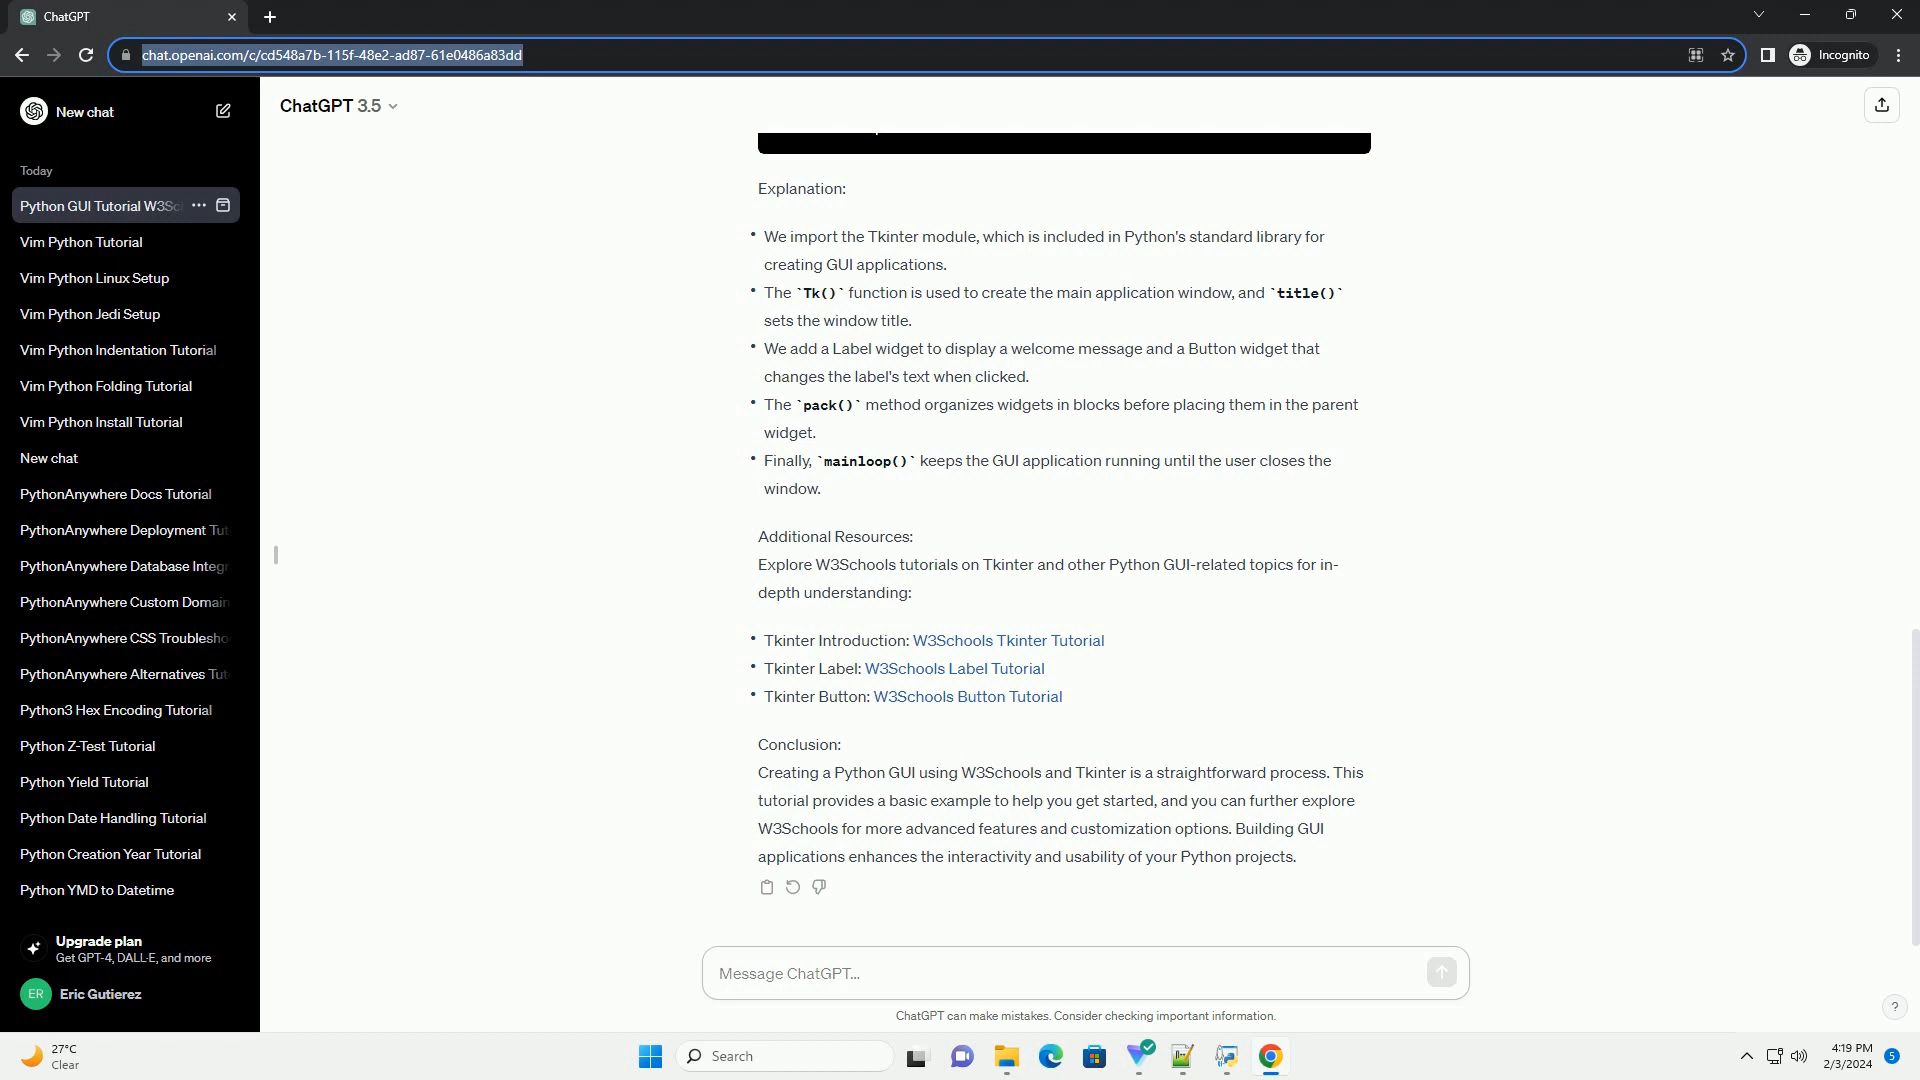 ChatGPT
chat.openai.com/c/cd548a7b-115f-48e2-ad87-61e0486a83dd
Incognito
New chat
ChatGPT 3.5
Today
Python GUI Tutorial W3Sc
Vim Python Tutorial
Vim Python Linux Setup
Vim Python Jedi Setup
Vim Python Indentation Tutorial
Vim Python Folding Tutorial
Vim Python Install Tutorial
New chat
PythonAnywhere Docs Tutorial
PythonAnywhere Deployment Tut
PythonAnywhere Database Integr
PythonAnywhere Custom Domain
PythonAnywhere CSS Troublesho
PythonAnywhere Alternatives Tut
Python3 Hex Encoding Tutorial
Python Z-Test Tutorial
Python Yield Tutorial
Python Date Handling Tutorial
Python Creation Year Tutorial
Python YMD to Datetime
Upgrade plan
Get GPT-4, DALL·E, and more
ER
Eric Gutierez
Explanation:
• We import the Tkinter module, which is included in Python's standard library for
creating GUI applications.
• The `Tk()` function is used to create the main application window, and `title()`
sets the window title.
• We add a Label widget to display a welcome message and a Button widget that
changes the label's text when clicked.
• The `pack()` method organizes widgets in blocks before placing them in the parent
widget.
• Finally, `mainloop()` keeps the GUI application running until the user closes the
window.
Additional Resources:
Explore W3Schools tutorials on Tkinter and other Python GUI-related topics for in-
depth understanding:
• Tkinter Introduction: W3Schools Tkinter Tutorial
• Tkinter Label: W3Schools Label Tutorial
• Tkinter Button: W3Schools Button Tutorial
Conclusion:
Creating a Python GUI using W3Schools and Tkinter is a straightforward process. This
tutorial provides a basic example to help you get started, and you can further explore
W3Schools for more advanced features and customization options. Building GUI
applications enhances the interactivity and usability of your Python projects.
Message ChatGPT...
ChatGPT can make mistakes. Consider checking important information.
?
27°C
Clear
Search
4:19 PM
2/3/2024
5